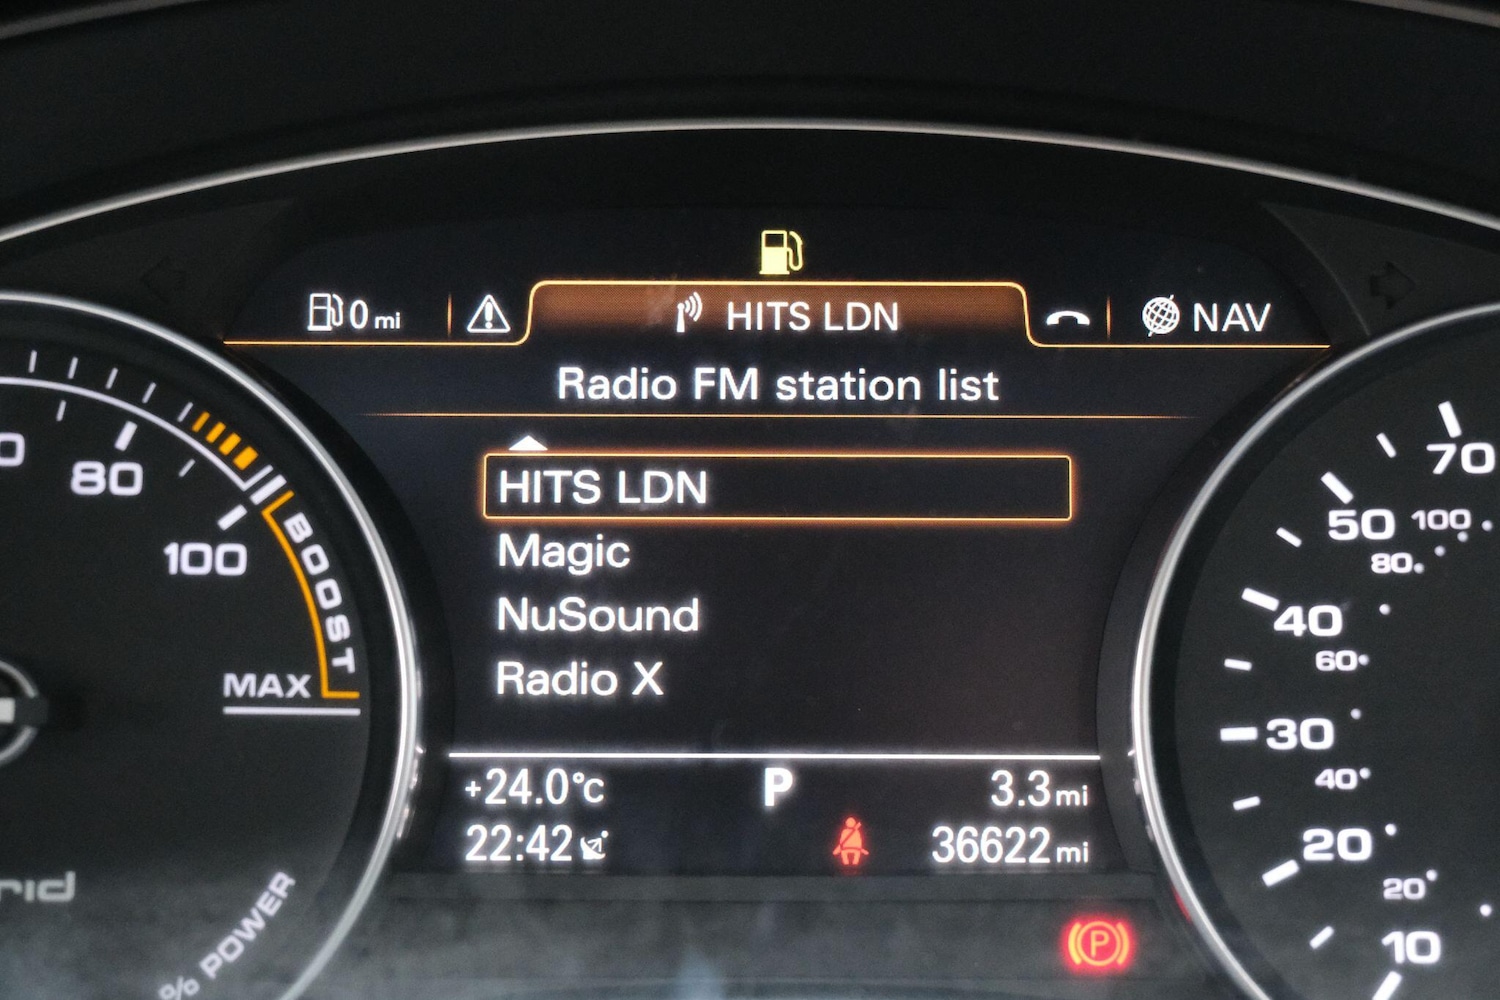 0 mi
HITS LDN
NAV
Radio FM station list
HITS LDN
Magic
NuSound
Radio X
+24.0°C
P
3.3 mi
22:42
36622 mi
P
80
100
BOOST
MAX
% POWER
70
50
100
80
40
60
30
40
20
20
10